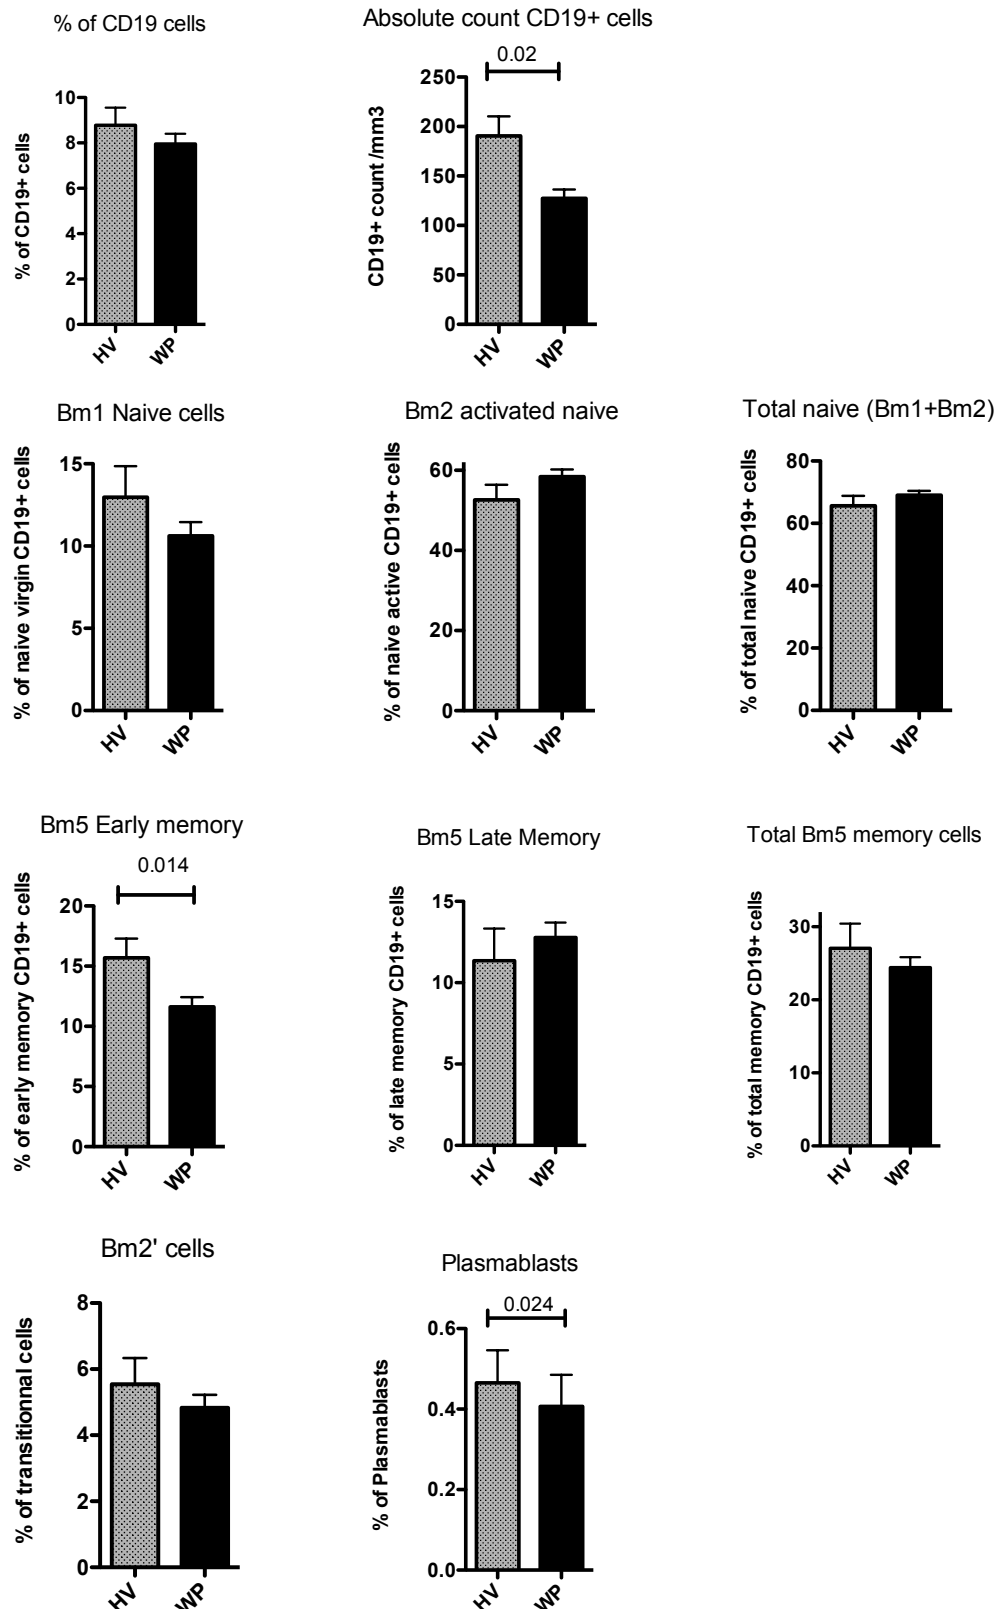 % of CD19 cells
% of CD19+ cells
10
8
6
4
2
0
HV
WP
Absolute count CD19+ cells
0.02
CD19+ count /mm3
250
200
150
100
50
0
HV
WP
Bm1 Naive cells
% of naive virgin CD19+ cells
15
10
5
0
HV
WP
Bm2 activated naive
% of naive active CD19+ cells
60
40
20
0
HV
WP
Total naive (Bm1+Bm2)
% of total naive CD19+ cells
80
60
40
20
0
HV
WP
Bm5 Early memory
0.014
% of early memory CD19+ cells
20
15
10
5
0
HV
WP
Bm5 Late Memory
% of late memory CD19+ cells
15
10
5
0
HV
WP
Total Bm5 memory cells
% of total memory CD19+ cells
30
20
10
0
HV
WP
Bm2' cells
% of transitionnal cells
8
6
4
2
0
HV
WP
Plasmablasts
0.024
% of Plasmablasts
0.6
0.4
0.2
0.0
HV
WP